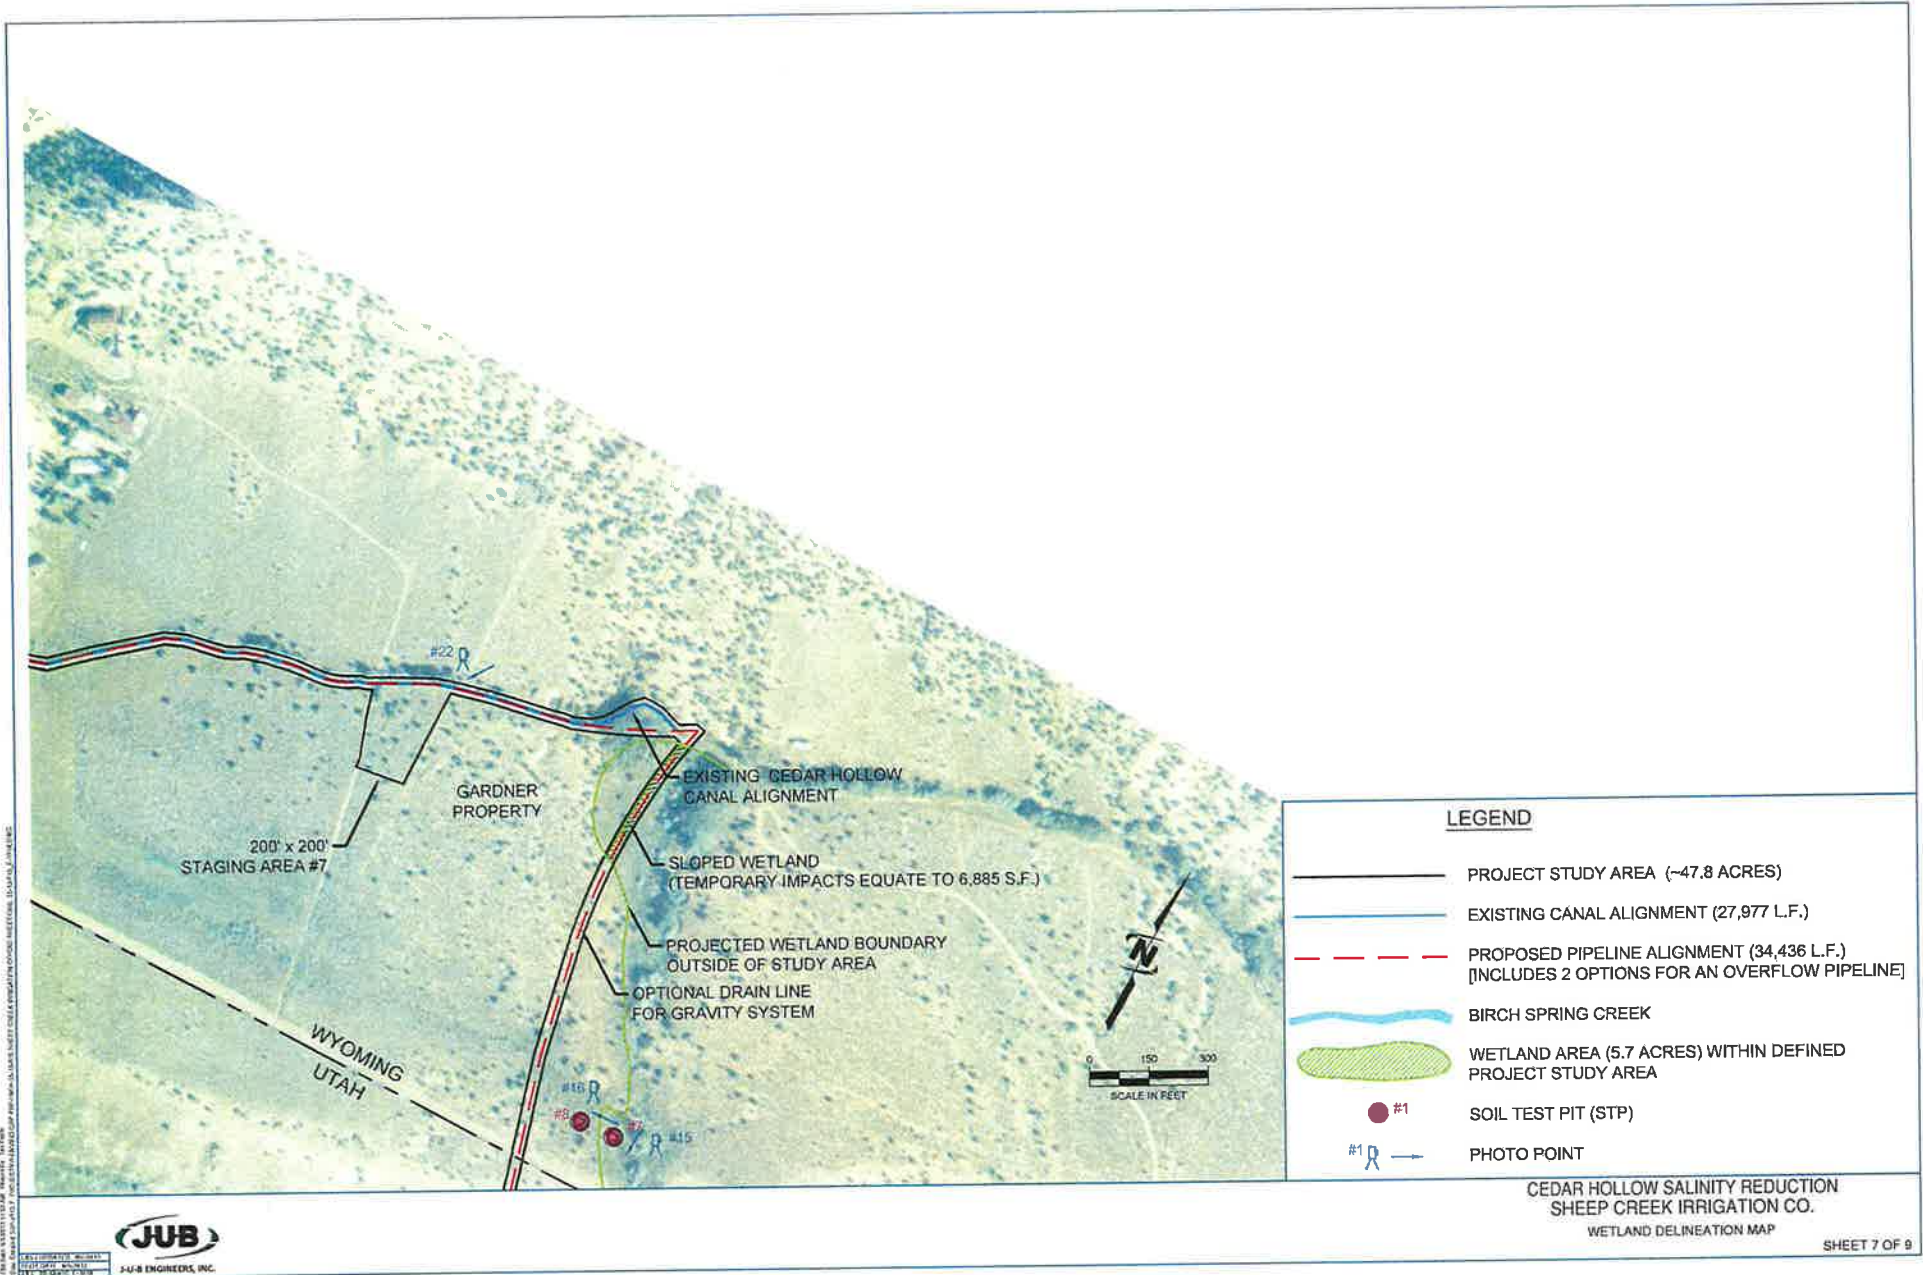 #22
EXISTING CEDAR HOLLOW
CANAL ALIGNMENT
GARDNER
PROPERTY
200' x 200'
STAGING AREA #7
SLOPED WETLAND
(TEMPORARY IMPACTS EQUATE TO 6,885 S.F.)
PROJECTED WETLAND BOUNDARY
OUTSIDE OF STUDY AREA
OPTIONAL DRAIN LINE
FOR GRAVITY SYSTEM
WYOMING
UTAH
#16
#8
#7
#15
N
0 150 300
SCALE IN FEET
LEGEND
PROJECT STUDY AREA (~47.8 ACRES)
EXISTING CANAL ALIGNMENT (27,977 L.F.)
PROPOSED PIPELINE ALIGNMENT (34,436 L.F.)
[INCLUDES 2 OPTIONS FOR AN OVERFLOW PIPELINE]
BIRCH SPRING CREEK
WETLAND AREA (5.7 ACRES) WITHIN DEFINED
PROJECT STUDY AREA
#1
SOIL TEST PIT (STP)
#1
PHOTO POINT
CEDAR HOLLOW SALINITY REDUCTION
SHEEP CREEK IRRIGATION CO.
WETLAND DELINEATION MAP
SHEET 7 OF 9
JUB
J-U-B ENGINEERS, INC.